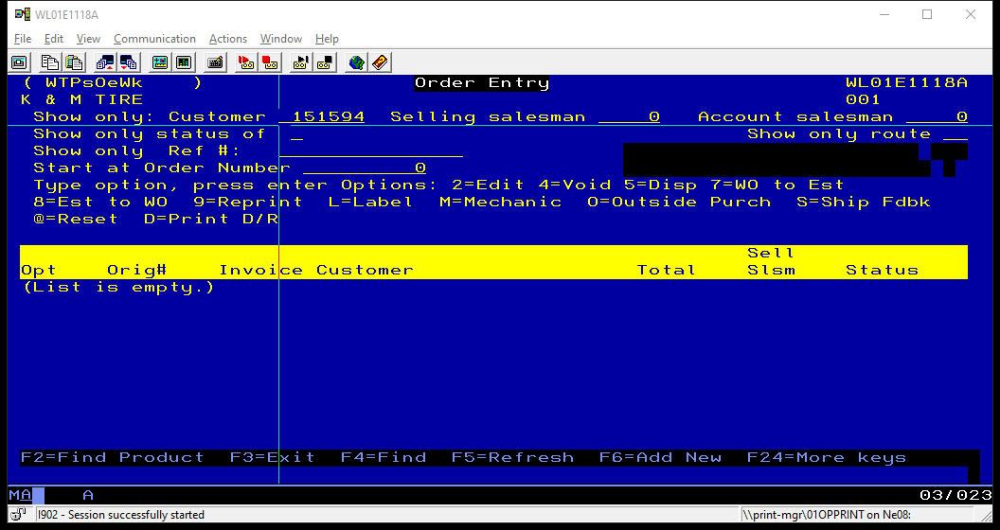 WL01E1118A
File Edit View Communication Actions Window Help
( WTPsOeWk ) Order Entry WL01E1118A
K & M TIRE 001
Show only: Customer 151594 Selling salesman 0 Account salesman 0
Show only status of _ Show only route __
Show only Ref #: _______________
Start at Order Number 0
Type option, press enter Options: 2=Edit 4=Void 5=Disp 7=WO to Est
8=Est to WO 9=Reprint L=Label M=Mechanic O=Outside Purch S=Ship Fdbk
@=Reset D=Print D/R
Sell
Opt Orig# Invoice Customer Total Slsm Status
(List is empty.)
F2=Find Product F3=Exit F4=Find F5=Refresh F6=Add New F24=More keys
MA A 03/023
I902 - Session successfully started \\print-mgr\01OPPRINT on Ne08: